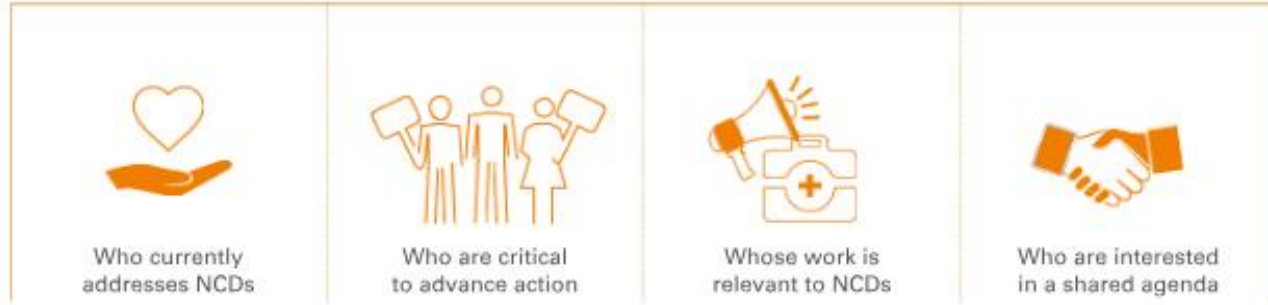 Who currently
addresses NCDs
Who are critical
to advance action
Whose work is
relevant to NCDs
Who are interested
in a shared agenda